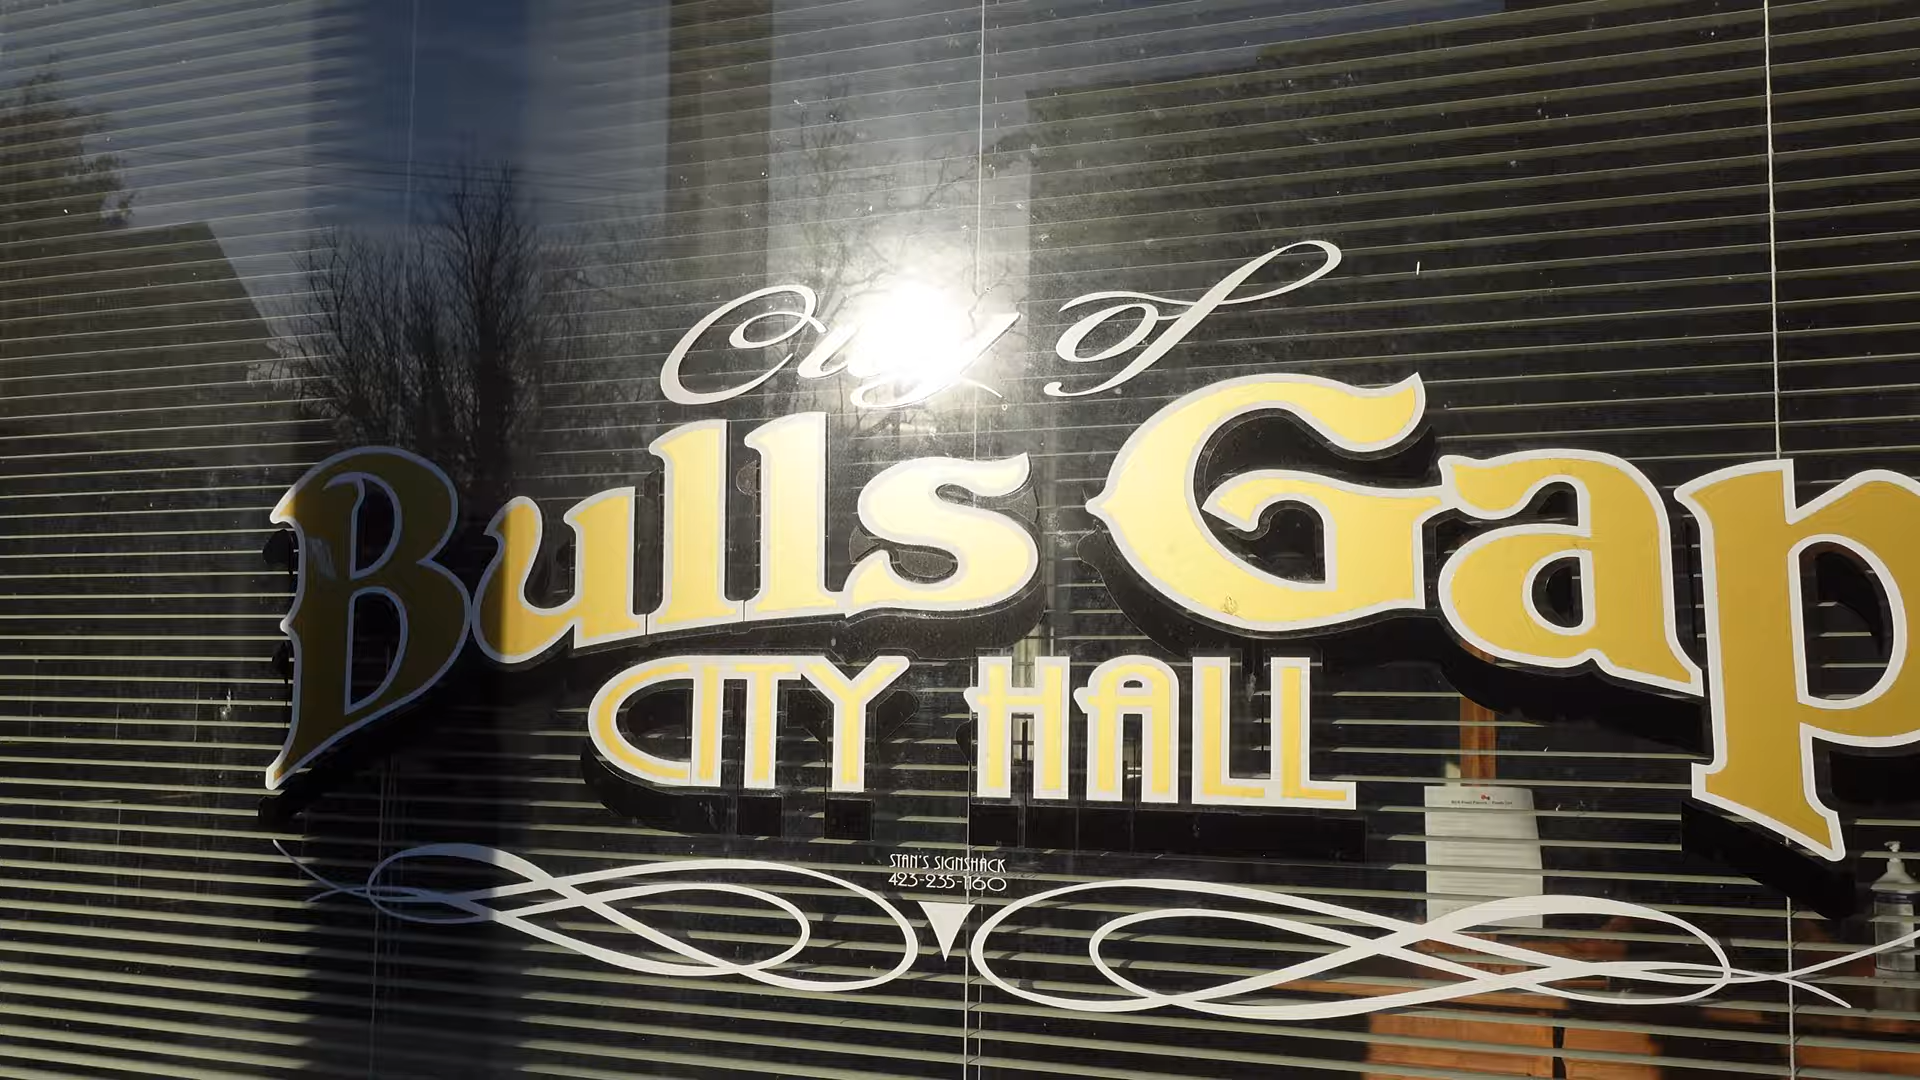 City of
Bulls Gap
CITY HALL
STAN'S SIGNSHACK
423-235-1160